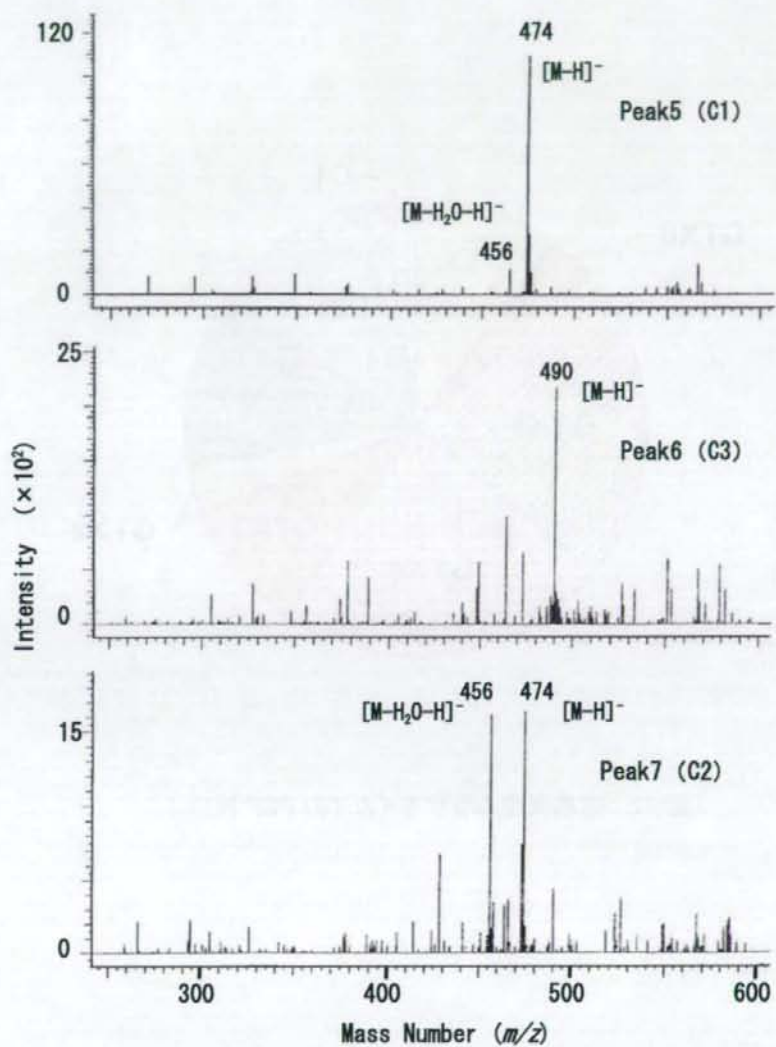 120
474
[M-H]⁻
Peak5 (C1)
[M-H₂O-H]⁻
456
0
25
490
[M-H]⁻
Peak6 (C3)
0
Intensity (×10²)
456
474
[M-H₂O-H]⁻
[M-H]⁻
15
Peak7 (C2)
0
300
400
500
600
Mass Number (m/z)